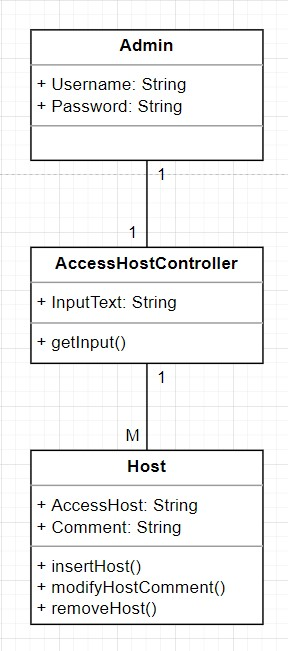 Admin
+ Username: String
+ Password: String
1
1
AccessHostController
+ InputText: String
+ getInput()
1
M
Host
+ AccessHost: String
+ Comment: String
+ insertHost()
+ modifyHostComment()
+ removeHost()